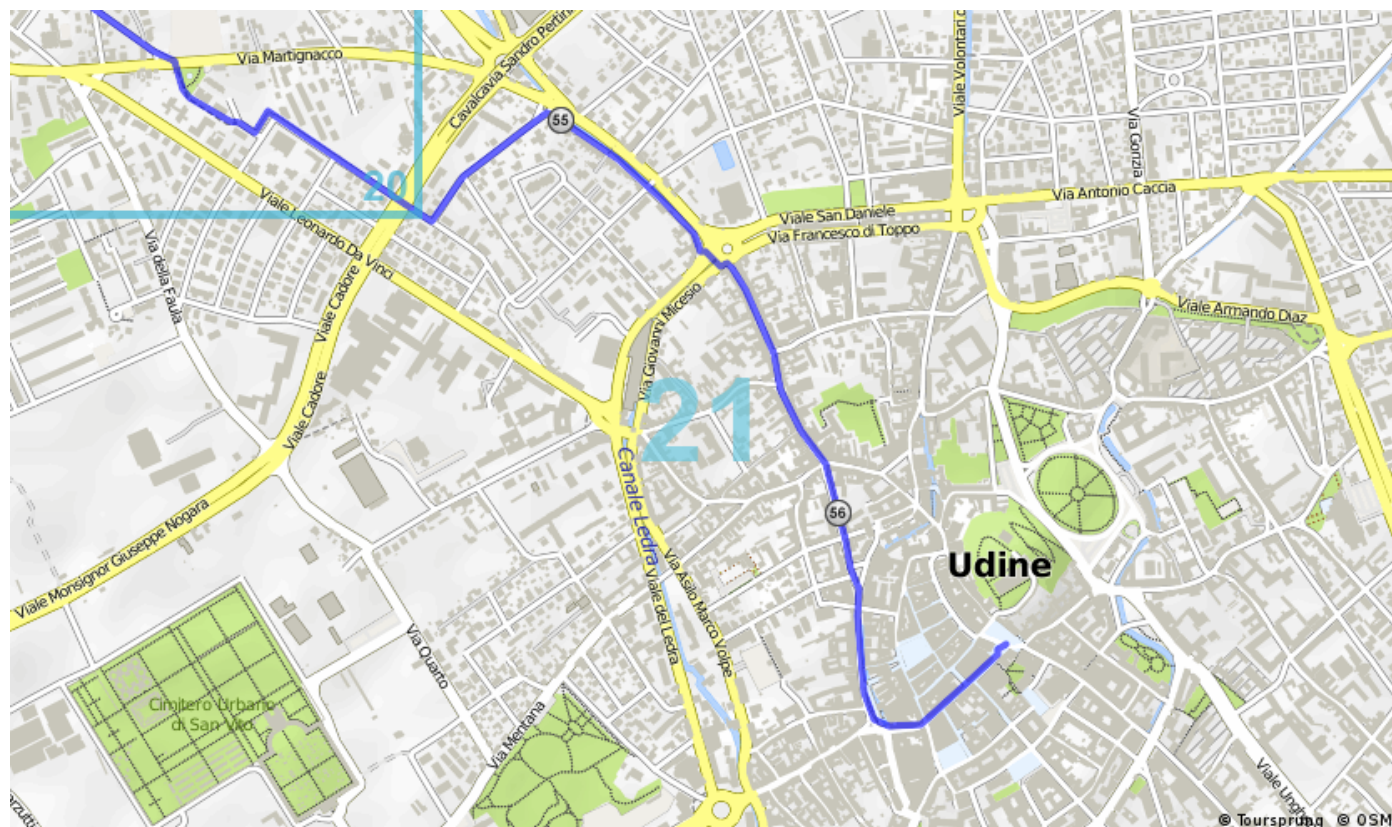 Via Martignacco
Cavalcavia Sandro Pertini
Viale Volontari
55
Via Gorizia
20
Viale Leonardo Da Vinci
Via Antonio Caccia
Viale San Daniele
Via Francesco di Toppo
Via della Faula
Viale Cadore
Via Giovanni Micesio
Viale Armando Diaz
21
Viale Cadore
Canale Ledra
56
Viale Monsignor Giuseppe Nogara
Udine
Via Asilo Marco Volpe
Viale del Ledra
Via Quarto
Cimitero Urbano
di San Vito
Via Mentana
Viale Ungh
© Toursprung © OSM